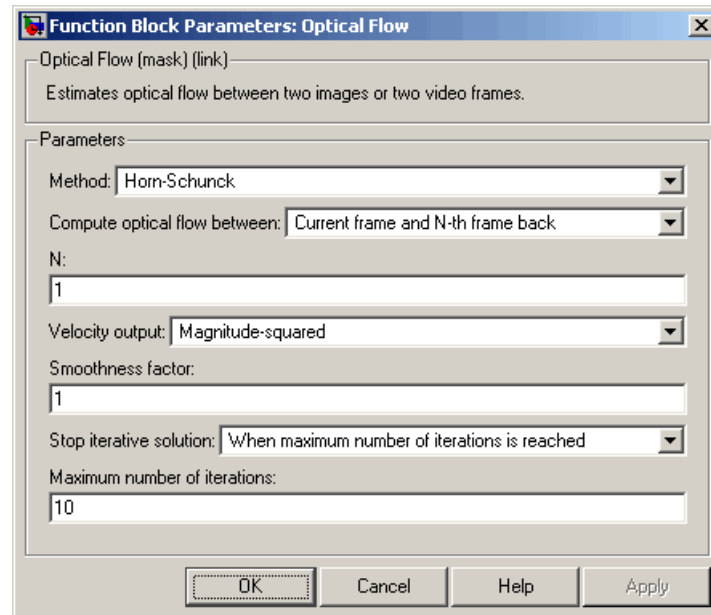 Function Block Parameters: Optical Flow
Optical Flow (mask) (link)
Estimates optical flow between two images or two video frames.
Parameters
Method: Horn-Schunck
Compute optical flow between: Current frame and N-th frame back
N:
1
Velocity output: Magnitude-squared
Smoothness factor:
1
Stop iterative solution: When maximum number of iterations is reached
Maximum number of iterations:
10
OK Cancel Help Apply